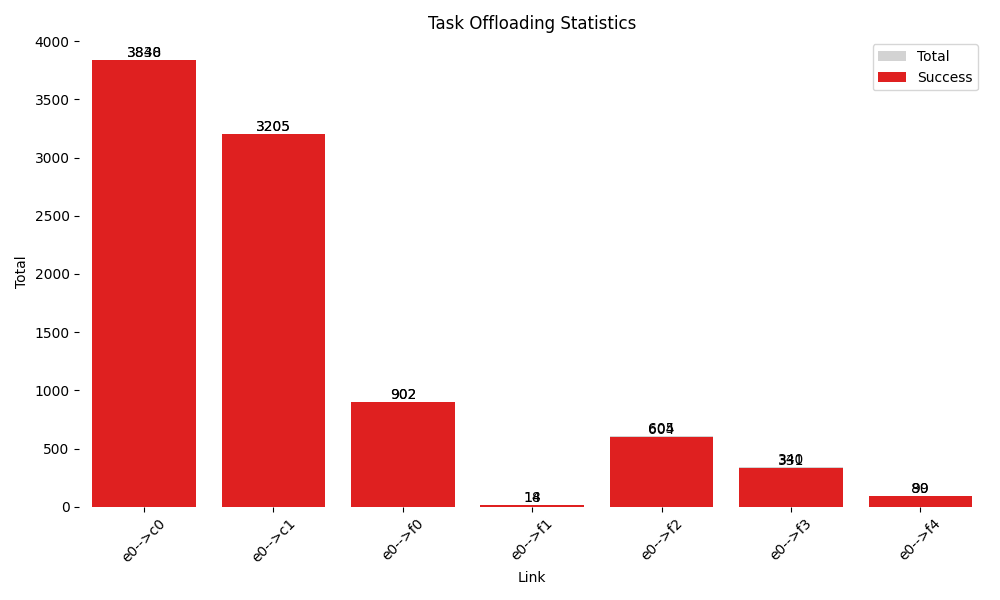 Task Offloading Statistics
Total
Success
4000
3500
3000
2500
2000
1500
1000
500
0
Total
3205
902
e0-->c0
e0-->c1
e0-->f0
e0-->f1
e0-->f2
e0-->f3
e0-->f4
Link